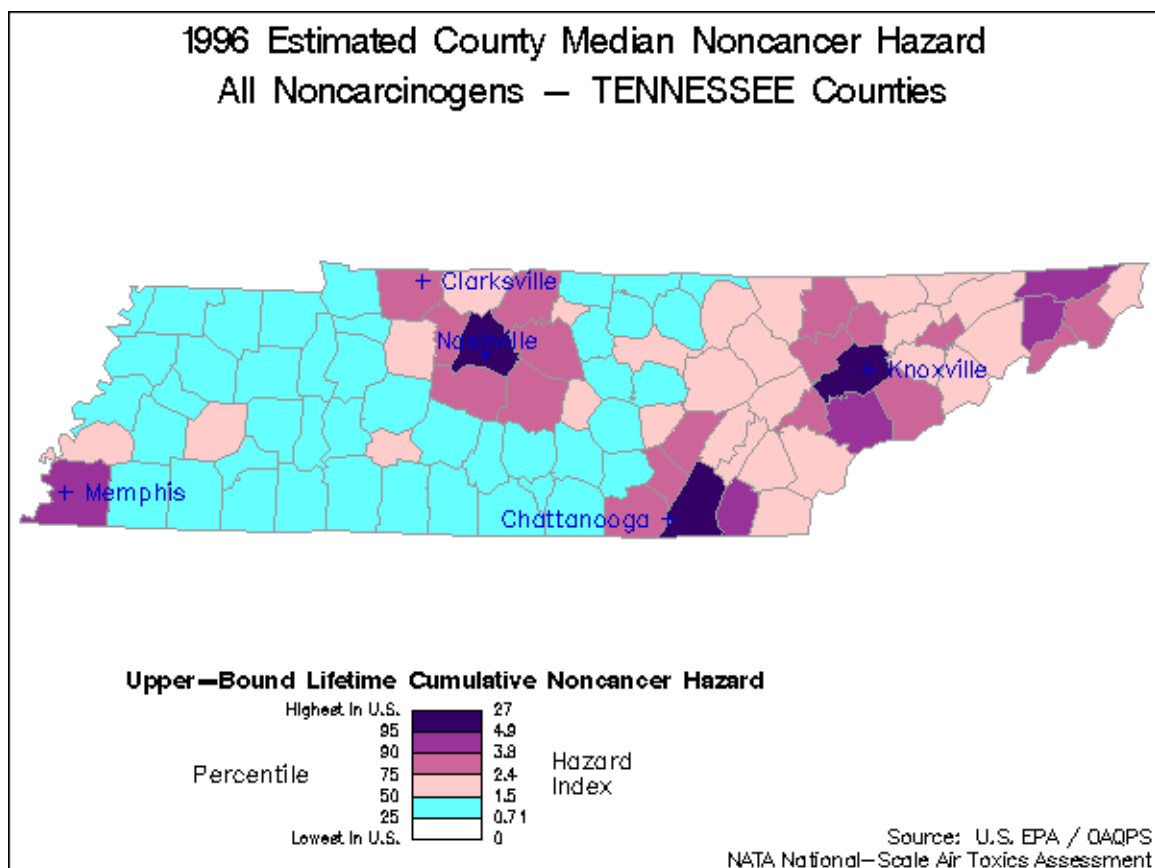 1996 Estimated County Median Noncancer Hazard
All Noncarcinogens — TENNESSEE Counties
Clarksville
Nashville
Knoxville
Memphis
Chattanooga
Upper—Bound Lifetime Cumulative Noncancer Hazard
Highest In U.S. 27
95 4.9
90 3.8
75 2.4
50 1.5
25 0.71
Lowest In U.S. 0
Percentile
Hazard
Index
Source: U.S. EPA / OAQPS
NATA National—Scale Air Toxics Assessment